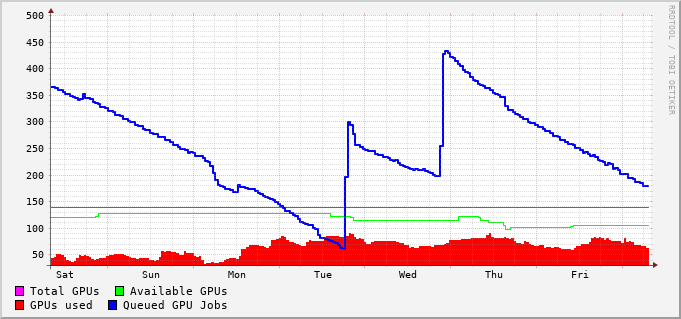 500
450
400
350
300
250
200
150
100
50
Sat Sun Mon Tue Wed Thu Fri
Total GPUs Available GPUs
GPUs used Queued GPU Jobs
RRDTOOL / TOBI OETIKER